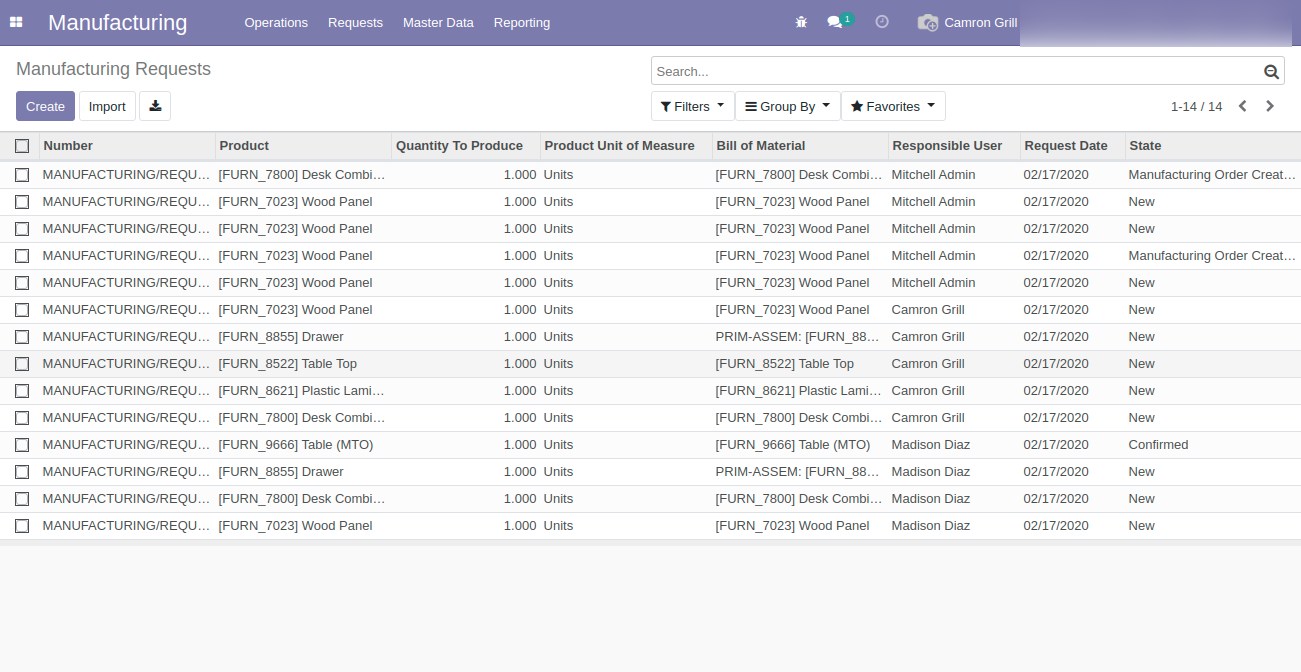 Manufacturing Operations Requests Master Data Reporting 1 Camron Grill
Manufacturing Requests Search...
Create Import Filters Group By Favorites 1-14 / 14
Number Product Quantity To Produce Product Unit of Measure Bill of Material Responsible User Request Date State
MANUFACTURING/REQU... [FURN_7800] Desk Combi... 1.000 Units [FURN_7800] Desk Combi... Mitchell Admin 02/17/2020 Manufacturing Order Creat...
MANUFACTURING/REQU... [FURN_7023] Wood Panel 1.000 Units [FURN_7023] Wood Panel Mitchell Admin 02/17/2020 New
MANUFACTURING/REQU... [FURN_7023] Wood Panel 1.000 Units [FURN_7023] Wood Panel Mitchell Admin 02/17/2020 New
MANUFACTURING/REQU... [FURN_7023] Wood Panel 1.000 Units [FURN_7023] Wood Panel Mitchell Admin 02/17/2020 Manufacturing Order Creat...
MANUFACTURING/REQU... [FURN_7023] Wood Panel 1.000 Units [FURN_7023] Wood Panel Mitchell Admin 02/17/2020 New
MANUFACTURING/REQU... [FURN_7023] Wood Panel 1.000 Units [FURN_7023] Wood Panel Camron Grill 02/17/2020 New
MANUFACTURING/REQU... [FURN_8855] Drawer 1.000 Units PRIM-ASSEM: [FURN_88... Camron Grill 02/17/2020 New
MANUFACTURING/REQU... [FURN_8522] Table Top 1.000 Units [FURN_8522] Table Top Camron Grill 02/17/2020 New
MANUFACTURING/REQU... [FURN_8621] Plastic Lami... 1.000 Units [FURN_8621] Plastic Lami... Camron Grill 02/17/2020 New
MANUFACTURING/REQU... [FURN_7800] Desk Combi... 1.000 Units [FURN_7800] Desk Combi... Camron Grill 02/17/2020 New
MANUFACTURING/REQU... [FURN_9666] Table (MTO) 1.000 Units [FURN_9666] Table (MTO) Madison Diaz 02/17/2020 Confirmed
MANUFACTURING/REQU... [FURN_8855] Drawer 1.000 Units PRIM-ASSEM: [FURN_88... Madison Diaz 02/17/2020 New
MANUFACTURING/REQU... [FURN_7800] Desk Combi... 1.000 Units [FURN_7800] Desk Combi... Madison Diaz 02/17/2020 New
MANUFACTURING/REQU... [FURN_7023] Wood Panel 1.000 Units [FURN_7023] Wood Panel Madison Diaz 02/17/2020 New